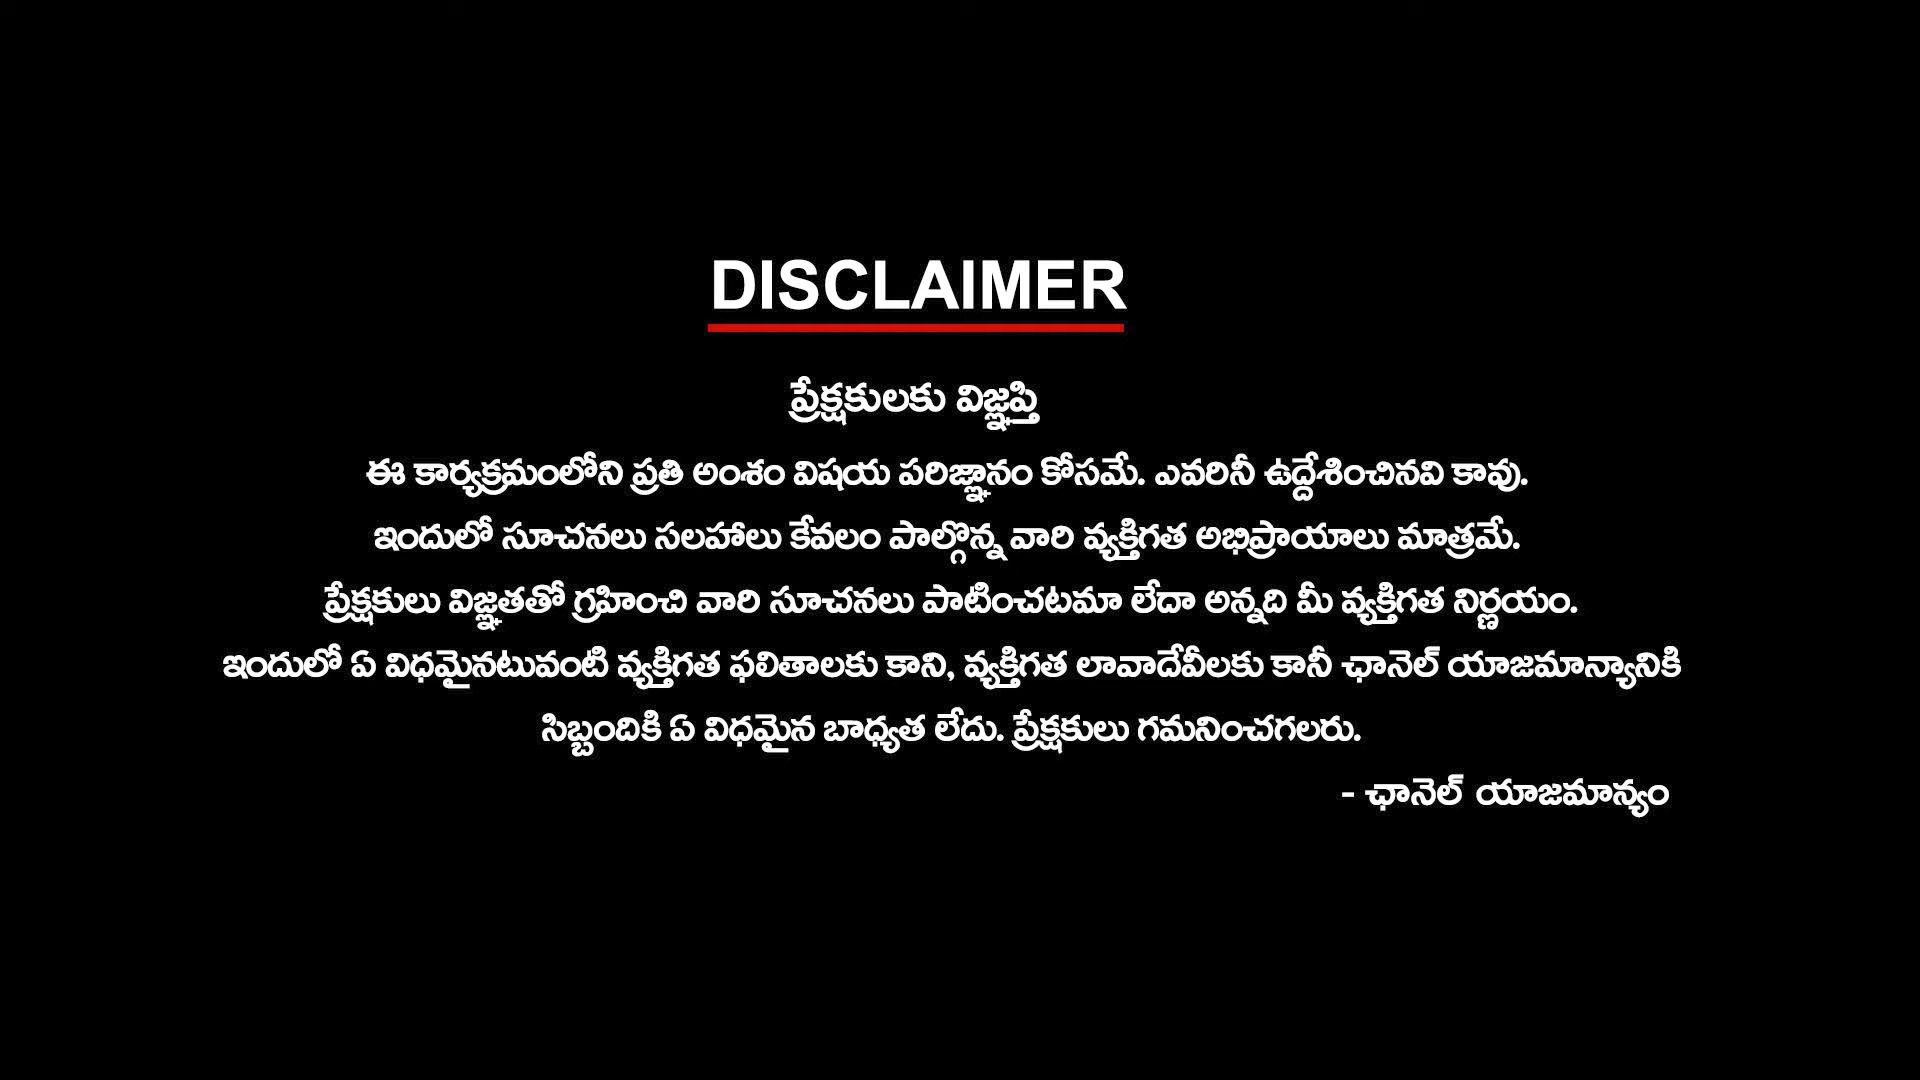 DISCLAIMER
ప్రేక్షకులకు విజ్ఞప్తి
ఈ కార్యక్రమంలోని ప్రతి అంశం విషయ పరిజ్ఞానం కోసమే. ఎవరినీ ఉద్దేశించినవి కావు.
ఇందులో సూచనలు సలహాలు కేవలం పాల్గొన్న వారి వ్యక్తిగత అభిప్రాయాలు మాత్రమే.
ప్రేక్షకులు విజ్ఞతతో గ్రహించి వారి సూచనలు పాటించటమా లేదా అన్నది మీ వ్యక్తిగత నిర్ణయం.
ఇందులో ఏ విధమైనటువంటి వ్యక్తిగత ఫలితాలకు కాని, వ్యక్తిగత లావాదేవీలకు కానీ ఛానెల్ యాజమాన్యానికి
సిబ్బందికి ఏ విధమైన బాధ్యత లేదు. ప్రేక్షకులు గమనించగలరు.
- ఛానెల్ యాజమాన్యం